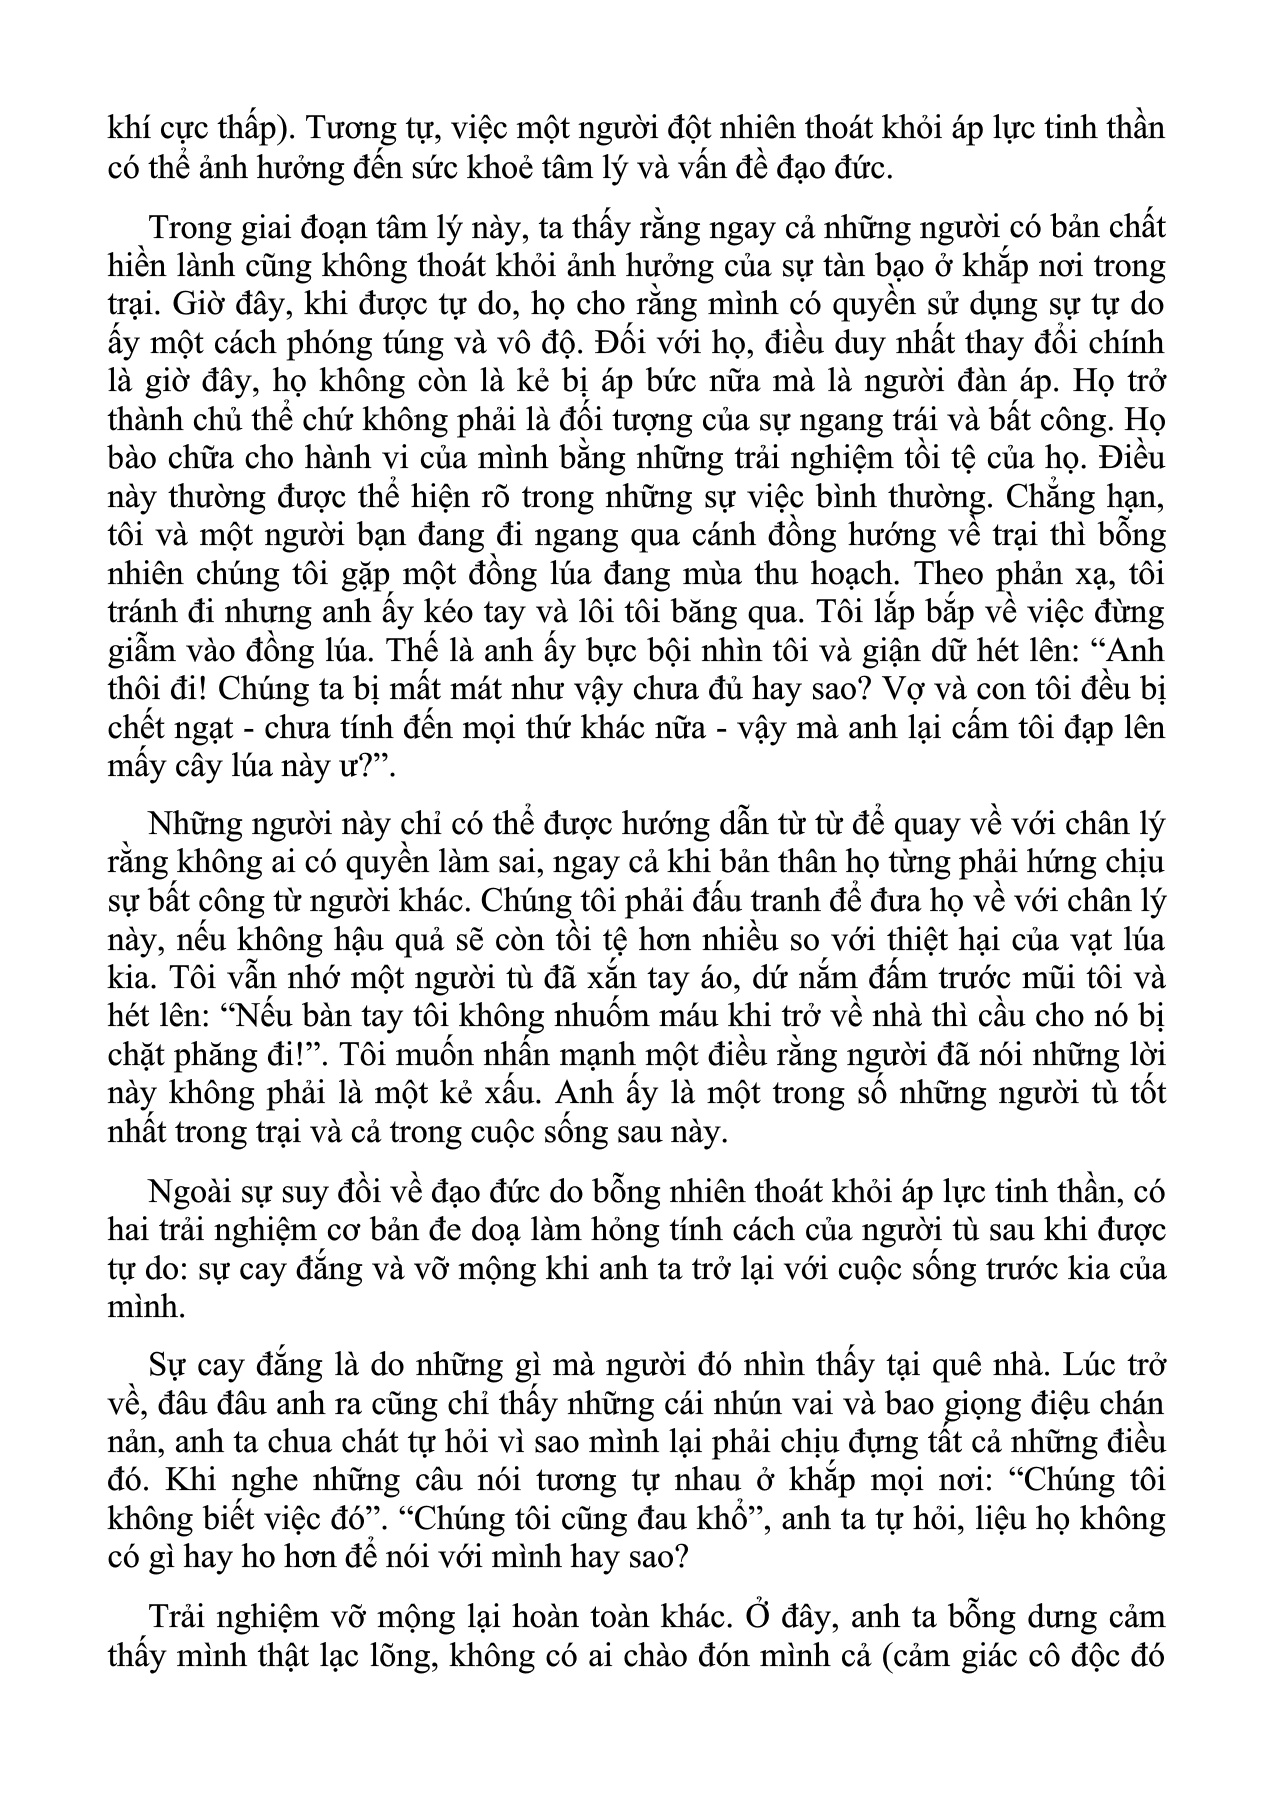 khí cực thấp). Tương tự, việc một người đột nhiên thoát khỏi áp lực tinh thần
có thể ảnh hưởng đến sức khoẻ tâm lý và vấn đề đạo đức.
Trong giai đoạn tâm lý này, ta thấy rằng ngay cả những người có bản chất
hiền lành cũng không thoát khỏi ảnh hưởng của sự tàn bạo ở khắp nơi trong
trại. Giờ đây, khi được tự do, họ cho rằng mình có quyền sử dụng sự tự do
ấy một cách phóng túng và vô độ. Đối với họ, điều duy nhất thay đổi chính
là giờ đây, họ không còn là kẻ bị áp bức nữa mà là người đàn áp. Họ trở
thành chủ thể chứ không phải là đối tượng của sự ngang trái và bất công. Họ
bào chữa cho hành vi của mình bằng những trải nghiệm tồi tệ của họ. Điều
này thường được thể hiện rõ trong những sự việc bình thường. Chẳng hạn,
tôi và một người bạn đang đi ngang qua cánh đồng hướng về trại thì bỗng
nhiên chúng tôi gặp một đồng lúa đang mùa thu hoạch. Theo phản xạ, tôi
tránh đi nhưng anh ấy kéo tay và lôi tôi băng qua. Tôi lắp bắp về việc đừng
giẫm vào đồng lúa. Thế là anh ấy bực bội nhìn tôi và giận dữ hét lên: “Anh
thôi đi! Chúng ta bị mất mát như vậy chưa đủ hay sao? Vợ và con tôi đều bị
chết ngạt - chưa tính đến mọi thứ khác nữa - vậy mà anh lại cấm tôi đạp lên
mấy cây lúa này ư?”.
Những người này chỉ có thể được hướng dẫn từ từ để quay về với chân lý
rằng không ai có quyền làm sai, ngay cả khi bản thân họ từng phải hứng chịu
sự bất công từ người khác. Chúng tôi phải đấu tranh để đưa họ về với chân lý
này, nếu không hậu quả sẽ còn tồi tệ hơn nhiều so với thiệt hại của vạt lúa
kia. Tôi vẫn nhớ một người tù đã xắn tay áo, dứ nắm đấm trước mũi tôi và
hét lên: “Nếu bàn tay tôi không nhuốm máu khi trở về nhà thì cầu cho nó bị
chặt phăng đi!”. Tôi muốn nhấn mạnh một điều rằng người đã nói những lời
này không phải là một kẻ xấu. Anh ấy là một trong số những người tù tốt
nhất trong trại và cả trong cuộc sống sau này.
Ngoài sự suy đồi về đạo đức do bỗng nhiên thoát khỏi áp lực tinh thần, có
hai trải nghiệm cơ bản đe doạ làm hỏng tính cách của người tù sau khi được
tự do: sự cay đắng và vỡ mộng khi anh ta trở lại với cuộc sống trước kia của
mình.
Sự cay đắng là do những gì mà người đó nhìn thấy tại quê nhà. Lúc trở
về, đâu đâu anh ra cũng chỉ thấy những cái nhún vai và bao giọng điệu chán
nản, anh ta chua chát tự hỏi vì sao mình lại phải chịu đựng tất cả những điều
đó. Khi nghe những câu nói tương tự nhau ở khắp mọi nơi: “Chúng tôi
không biết việc đó”. “Chúng tôi cũng đau khổ”, anh ta tự hỏi, liệu họ không
có gì hay ho hơn để nói với mình hay sao?
Trải nghiệm vỡ mộng lại hoàn toàn khác. Ở đây, anh ta bỗng dưng cảm
thấy mình thật lạc lõng, không có ai chào đón mình cả (cảm giác cô độc đó